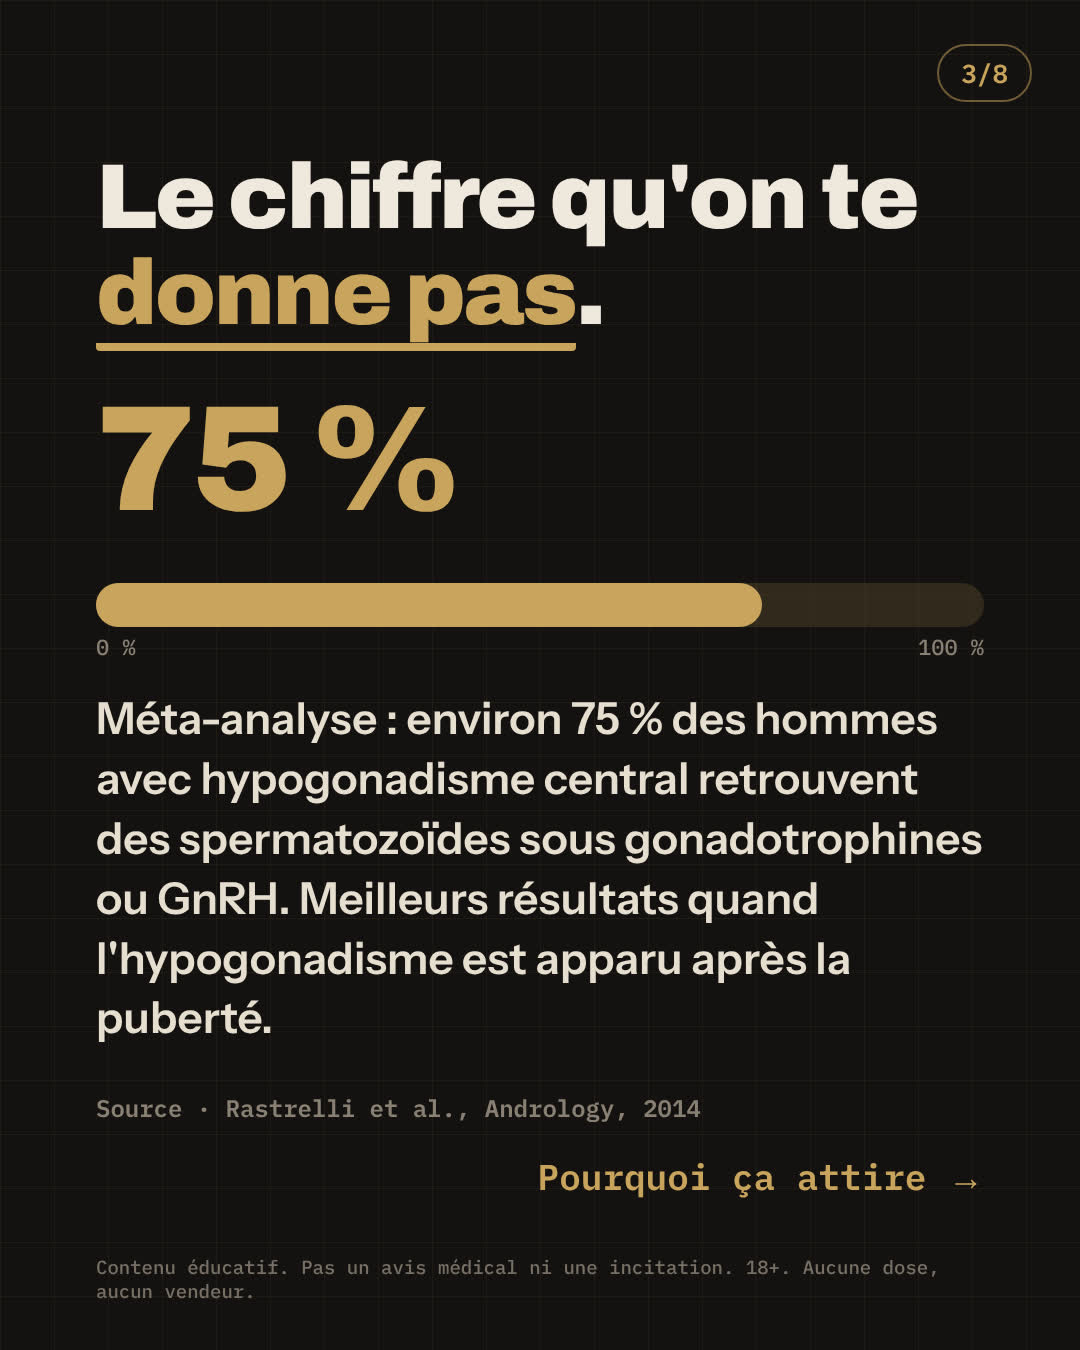 3/8
Le chiffre qu'on te
donne pas.
75 %
0 %
100 %
Méta-analyse : environ 75 % des hommes
avec hypogonadisme central retrouvent
des spermatozoïdes sous gonadotrophines
ou GnRH. Meilleurs résultats quand
l'hypogonadisme est apparu après la
puberté.
Source · Rastrelli et al., Andrology, 2014
Pourquoi ça attire →
Contenu éducatif. Pas un avis médical ni une incitation. 18+. Aucune dose,
aucun vendeur.